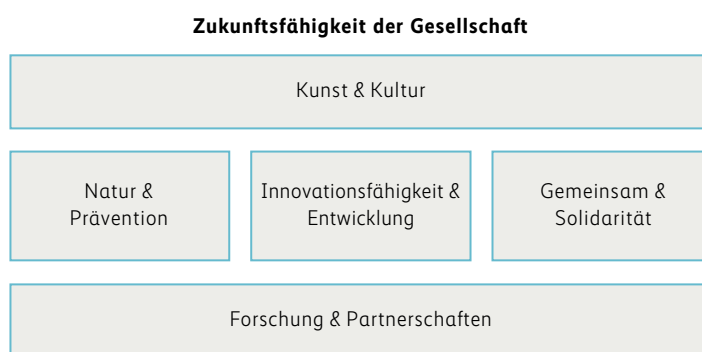 Zukunftsfähigkeit der Gesellschaft
Kunst & Kultur
Natur &
Prävention
Innovationsfähigkeit &
Entwicklung
Gemeinsam &
Solidarität
Forschung & Partnerschaften